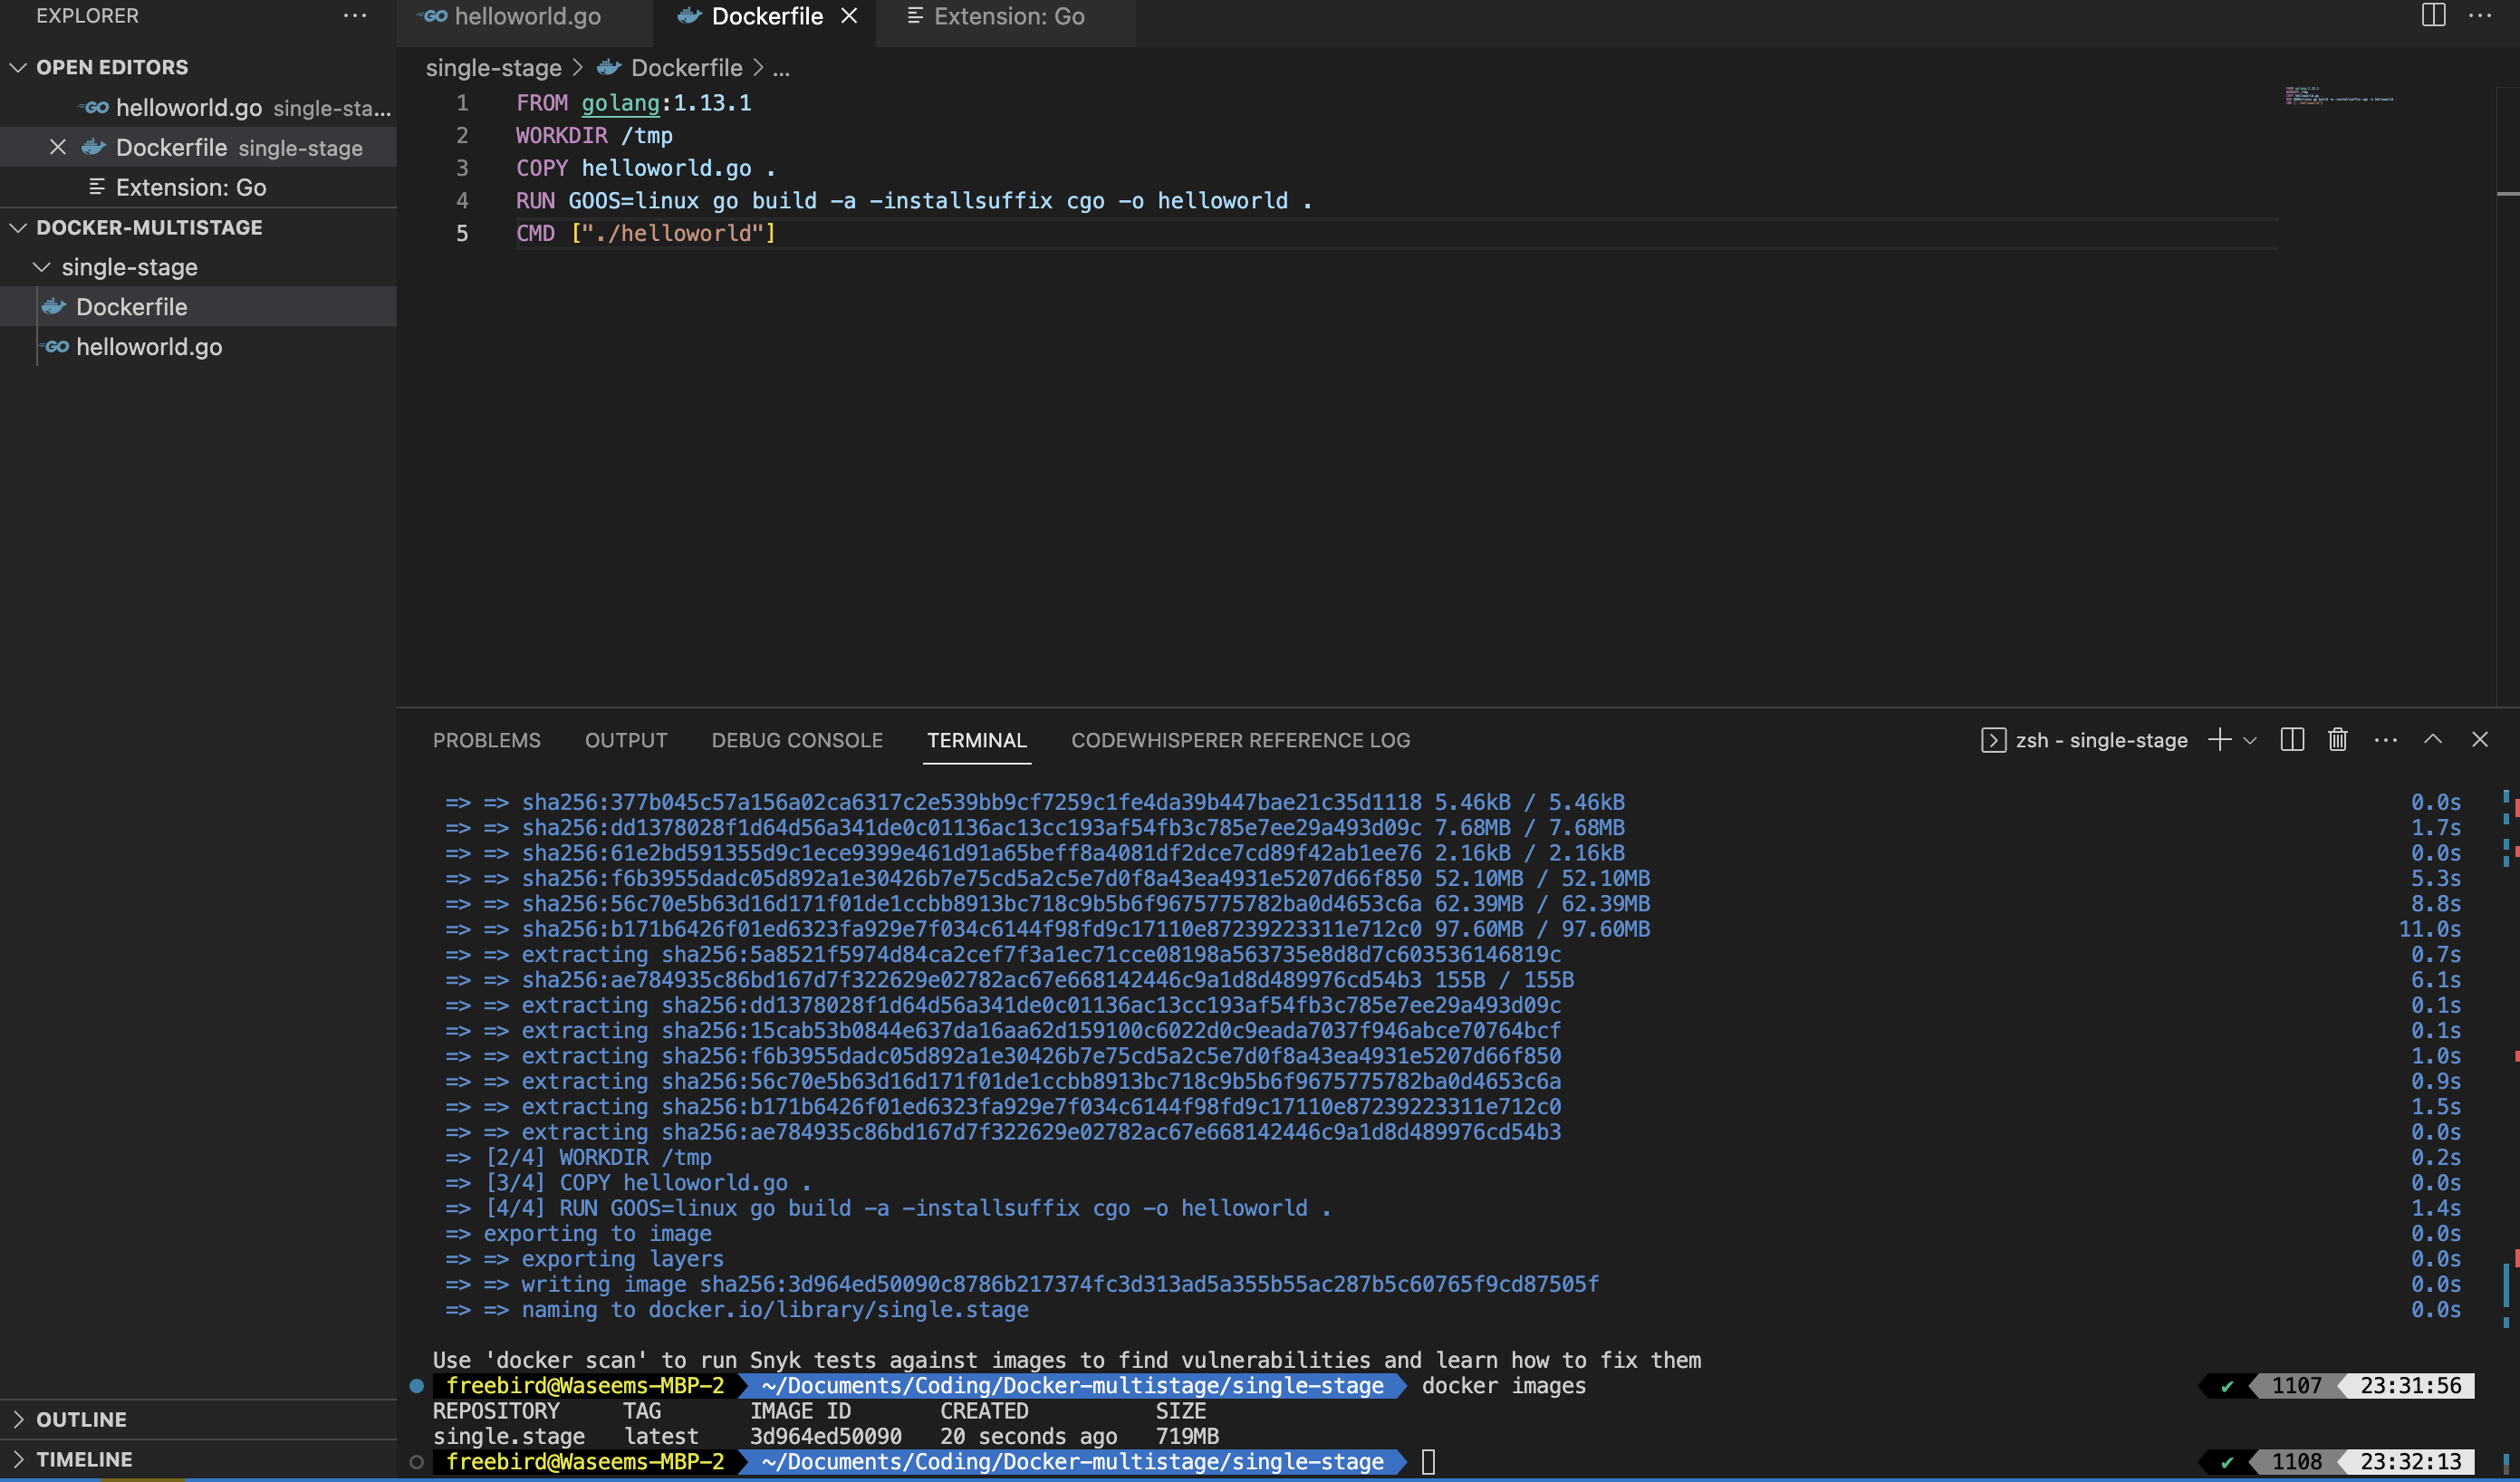 EXPLORER
helloworld.go
Dockerfile
Extension: Go
OPEN EDITORS
helloworld.go single-sta...
Dockerfile single-stage
Extension: Go
DOCKER-MULTISTAGE
single-stage
Dockerfile
helloworld.go
OUTLINE
TIMELINE
single-stage > Dockerfile > ...
1 FROM golang:1.13.1
2 WORKDIR /tmp
3 COPY helloworld.go .
4 RUN GOOS=linux go build -a -installsuffix cgo -o helloworld .
5 CMD ["./helloworld"]
PROBLEMS OUTPUT DEBUG CONSOLE TERMINAL CODEWHISPERER REFERENCE LOG
zsh - single-stage
=> => sha256:377b045c57a156a02ca6317c2e539bb9cf7259c1fe4da39b447bae21c35d1118 5.46kB / 5.46kB 0.0s
=> => sha256:dd1378028f1d64d56a341de0c01136ac13cc193af54fb3c785e7ee29a493d09c 7.68MB / 7.68MB 1.7s
=> => sha256:61e2bd591355d9c1ece9399e461d91a65beff8a4081df2dce7cd89f42ab1ee76 2.16kB / 2.16kB 0.0s
=> => sha256:f6b3955dadc05d892a1e30426b7e75cd5a2c5e7d0f8a43ea4931e5207d66f850 52.10MB / 52.10MB 5.3s
=> => sha256:56c70e5b63d16d171f01de1ccbb8913bc718c9b5b6f9675775782ba0d4653c6a 62.39MB / 62.39MB 8.8s
=> => sha256:b171b6426f01ed6323fa929e7f034c6144f98fd9c17110e87239223311e712c0 97.60MB / 97.60MB 11.0s
=> => extracting sha256:5a8521f5974d84ca2cef7f3a1ec71cce08198a563735e8d8d7c603536146819c 0.7s
=> => sha256:ae784935c86bd167d7f322629e02782ac67e668142446c9a1d8d489976cd54b3 155B / 155B 6.1s
=> => extracting sha256:dd1378028f1d64d56a341de0c01136ac13cc193af54fb3c785e7ee29a493d09c 0.1s
=> => extracting sha256:15cab53b0844e637da16aa62d159100c6022d0c9eada7037f946abce70764bcf 0.1s
=> => extracting sha256:f6b3955dadc05d892a1e30426b7e75cd5a2c5e7d0f8a43ea4931e5207d66f850 1.0s
=> => extracting sha256:56c70e5b63d16d171f01de1ccbb8913bc718c9b5b6f9675775782ba0d4653c6a 0.9s
=> => extracting sha256:b171b6426f01ed6323fa929e7f034c6144f98fd9c17110e87239223311e712c0 1.5s
=> => extracting sha256:ae784935c86bd167d7f322629e02782ac67e668142446c9a1d8d489976cd54b3 0.0s
=> [2/4] WORKDIR /tmp 0.2s
=> [3/4] COPY helloworld.go . 0.0s
=> [4/4] RUN GOOS=linux go build -a -installsuffix cgo -o helloworld . 1.4s
=> exporting to image 0.0s
=> => exporting layers 0.0s
=> => writing image sha256:3d964ed50090c8786b217374fc3d313ad5a355b55ac287b5c60765f9cd87505f 0.0s
=> => naming to docker.io/library/single.stage 0.0s
Use 'docker scan' to run Snyk tests against images to find vulnerabilities and learn how to fix them
freebird@Waseems-MBP-2 ~/Documents/Coding/Docker-multistage/single-stage docker images ✔ 1107 23:31:56
REPOSITORY TAG IMAGE ID CREATED SIZE
single.stage latest 3d964ed50090 20 seconds ago 719MB
freebird@Waseems-MBP-2 ~/Documents/Coding/Docker-multistage/single-stage ✔ 1108 23:32:13